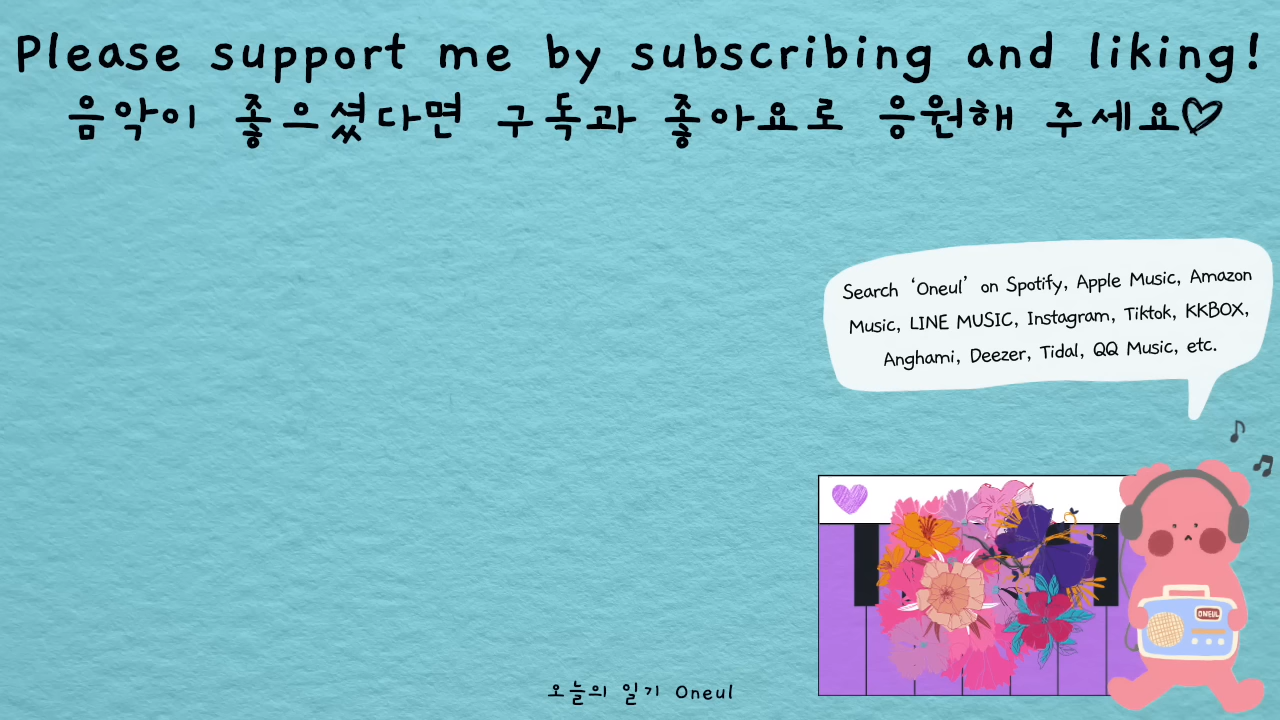 Please support me by subscribing and liking!
음악이 좋으셨다면 구독과 좋아요로 응원해 주세요♡
Search ‘Oneul’ on Spotify, Apple Music, Amazon
Music, LINE MUSIC, Instagram, Tiktok, KKBOX,
Anghami, Deezer, Tidal, QQ Music, etc.
ONEUL
오늘의 일기 Oneul